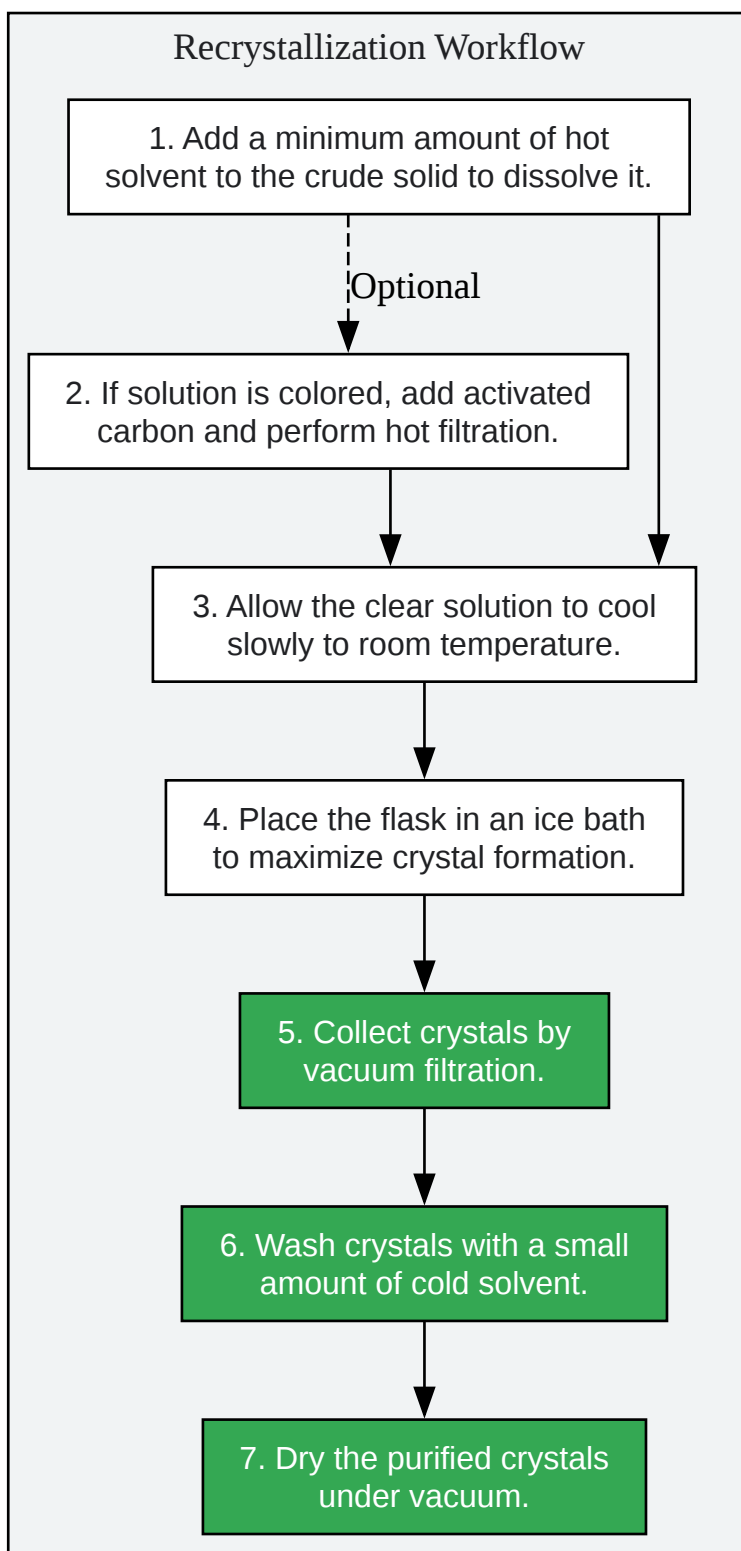 Recrystallization Workflow
1. Add a minimum amount of hot
solvent to the crude solid to dissolve it.
Optional
2. If solution is colored, add activated
carbon and perform hot filtration.
3. Allow the clear solution to cool
slowly to room temperature.
4. Place the flask in an ice bath
to maximize crystal formation.
5. Collect crystals by
vacuum filtration.
6. Wash crystals with a small
amount of cold solvent.
7. Dry the purified crystals
under vacuum.